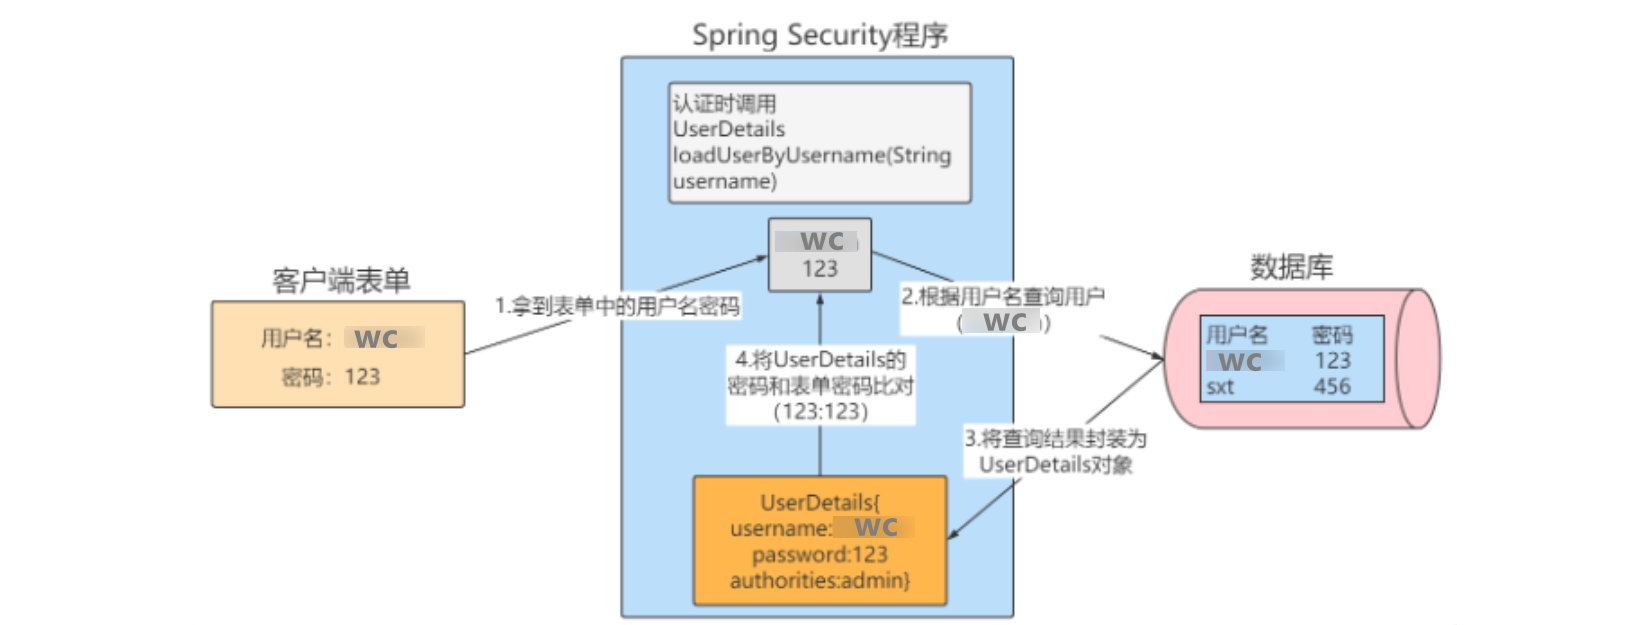 Spring Security程序
认证时调用
UserDetails
loadUserByUsername(String
username)
WC
123
客户端表单
用户名：WC
密码：123
1.拿到表单中的用户名密码
2.根据用户名查询用户
（WC）
数据库
用户名 密码
WC 123
sxt 456
3.将查询结果封装为
UserDetails对象
4.将UserDetails的
密码和表单密码比对
（123:123）
UserDetails{
username:WC
password:123
authorities:admin}